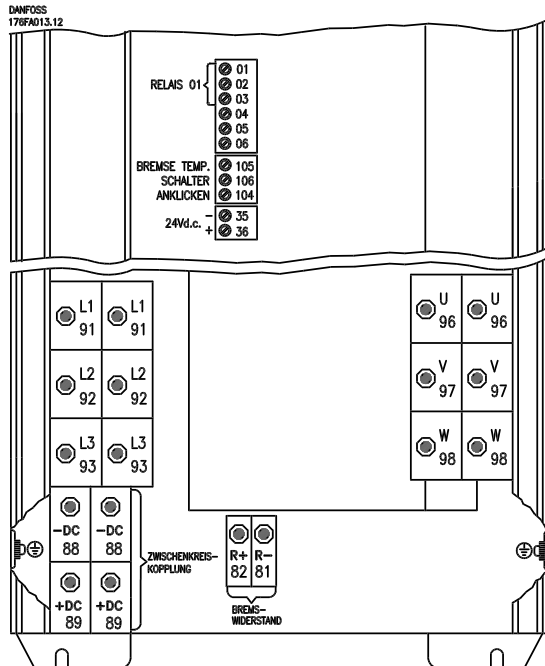 DANFOSS
176FA013.12
RELAIS 01
01
02
03
04
05
06
BREMSE TEMP. 105
SCHALTER 106
ANKLICKEN 104
24Vd.c.
- 35
+ 36
L1 L1 U U
91 91 96 96
L2 L2 V V
92 92 97 97
L3 L3 W W
93 93 98 98
-DC -DC
88 88
ZWISCHENKREIS-
KOPPLUNG
R+ R-
82 81
+DC +DC
89 89
BREMS-
WIDERSTAND